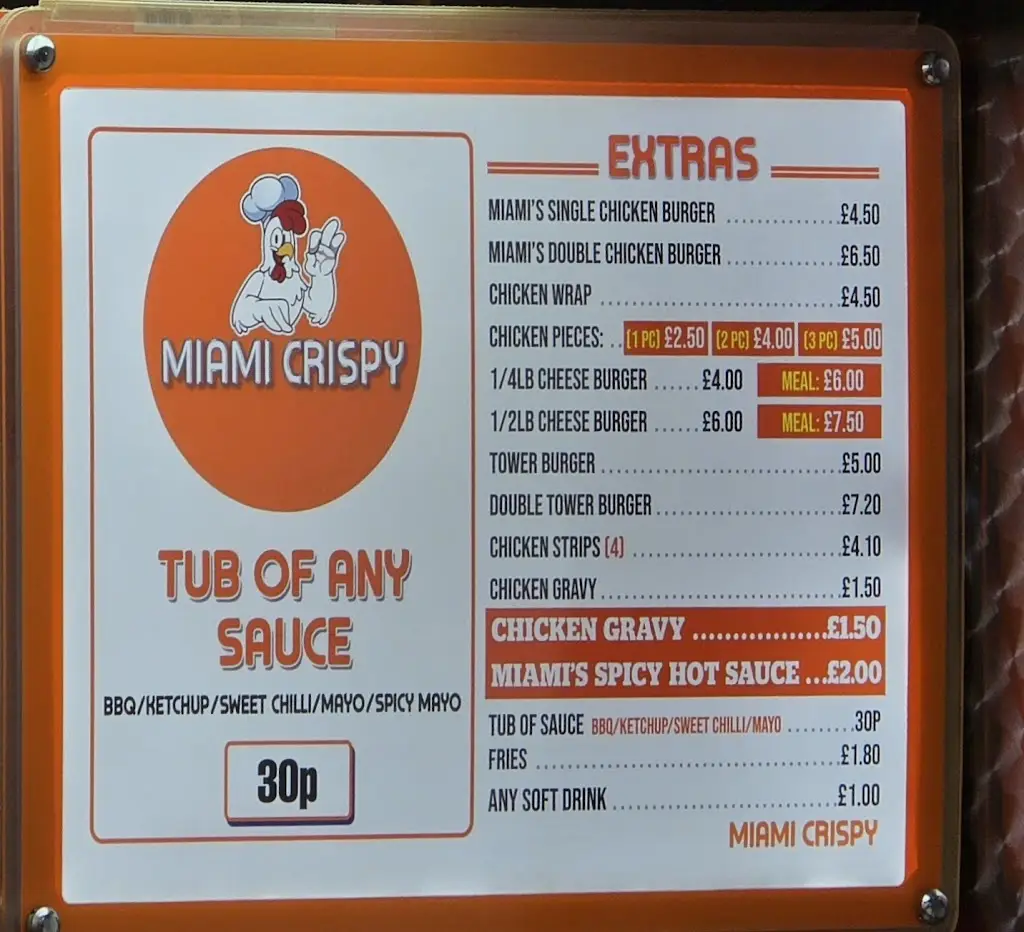 MIAMI CRISPY
TUB OF ANY
SAUCE
BBQ/KETCHUP/SWEET CHILLI/MAYO/SPICY MAYO
30p
EXTRAS
MIAMI'S SINGLE CHICKEN BURGER ..................£4.50
MIAMI'S DOUBLE CHICKEN BURGER ..................£6.50
CHICKEN WRAP ......................................£4.50
CHICKEN PIECES: .. (1 PC) £2.50 (2 PC) £4.00 (3 PC) £5.00
1/4LB CHEESE BURGER ...... £4.00 MEAL: £6.00
1/2LB CHEESE BURGER ...... £6.00 MEAL: £7.50
TOWER BURGER ......................................£5.00
DOUBLE TOWER BURGER .............................£7.20
CHICKEN STRIPS (4) .................................£4.10
CHICKEN GRAVY ......................................£1.50
CHICKEN GRAVY .................£1.50
MIAMI'S SPICY HOT SAUCE ...£2.00
TUB OF SAUCE BBQ/KETCHUP/SWEET CHILLI/MAYO .........30P
FRIES ................................................£1.80
ANY SOFT DRINK ....................................£1.00
MIAMI CRISPY